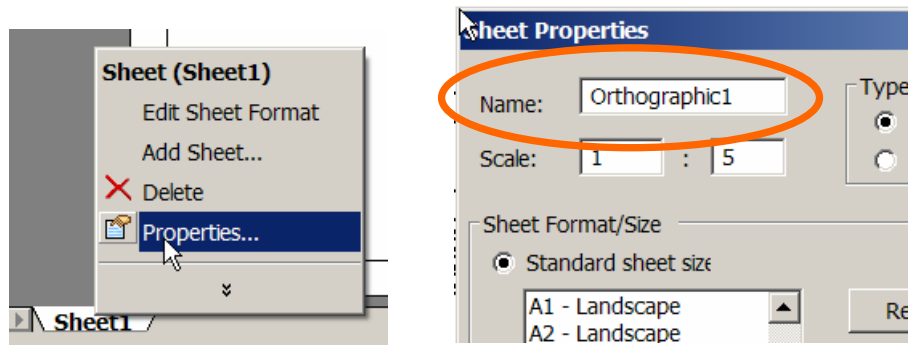 Sheet (Sheet1)
Edit Sheet Format
Add Sheet...
Delete
Properties...
Sheet1
Sheet Properties
Name: Orthographic1
Type
Scale: 1 : 5
Sheet Format/Size
Standard sheet size
A1 - Landscape
A2 - Landscape
Re